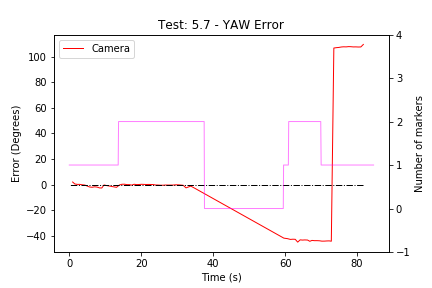 Test: 5.7 - YAW Error
Camera
Error (Degrees)
100
80
60
40
20
0
−20
−40
4
3
2
1
0
−1
Number of markers
0 20 40 60 80
Time (s)